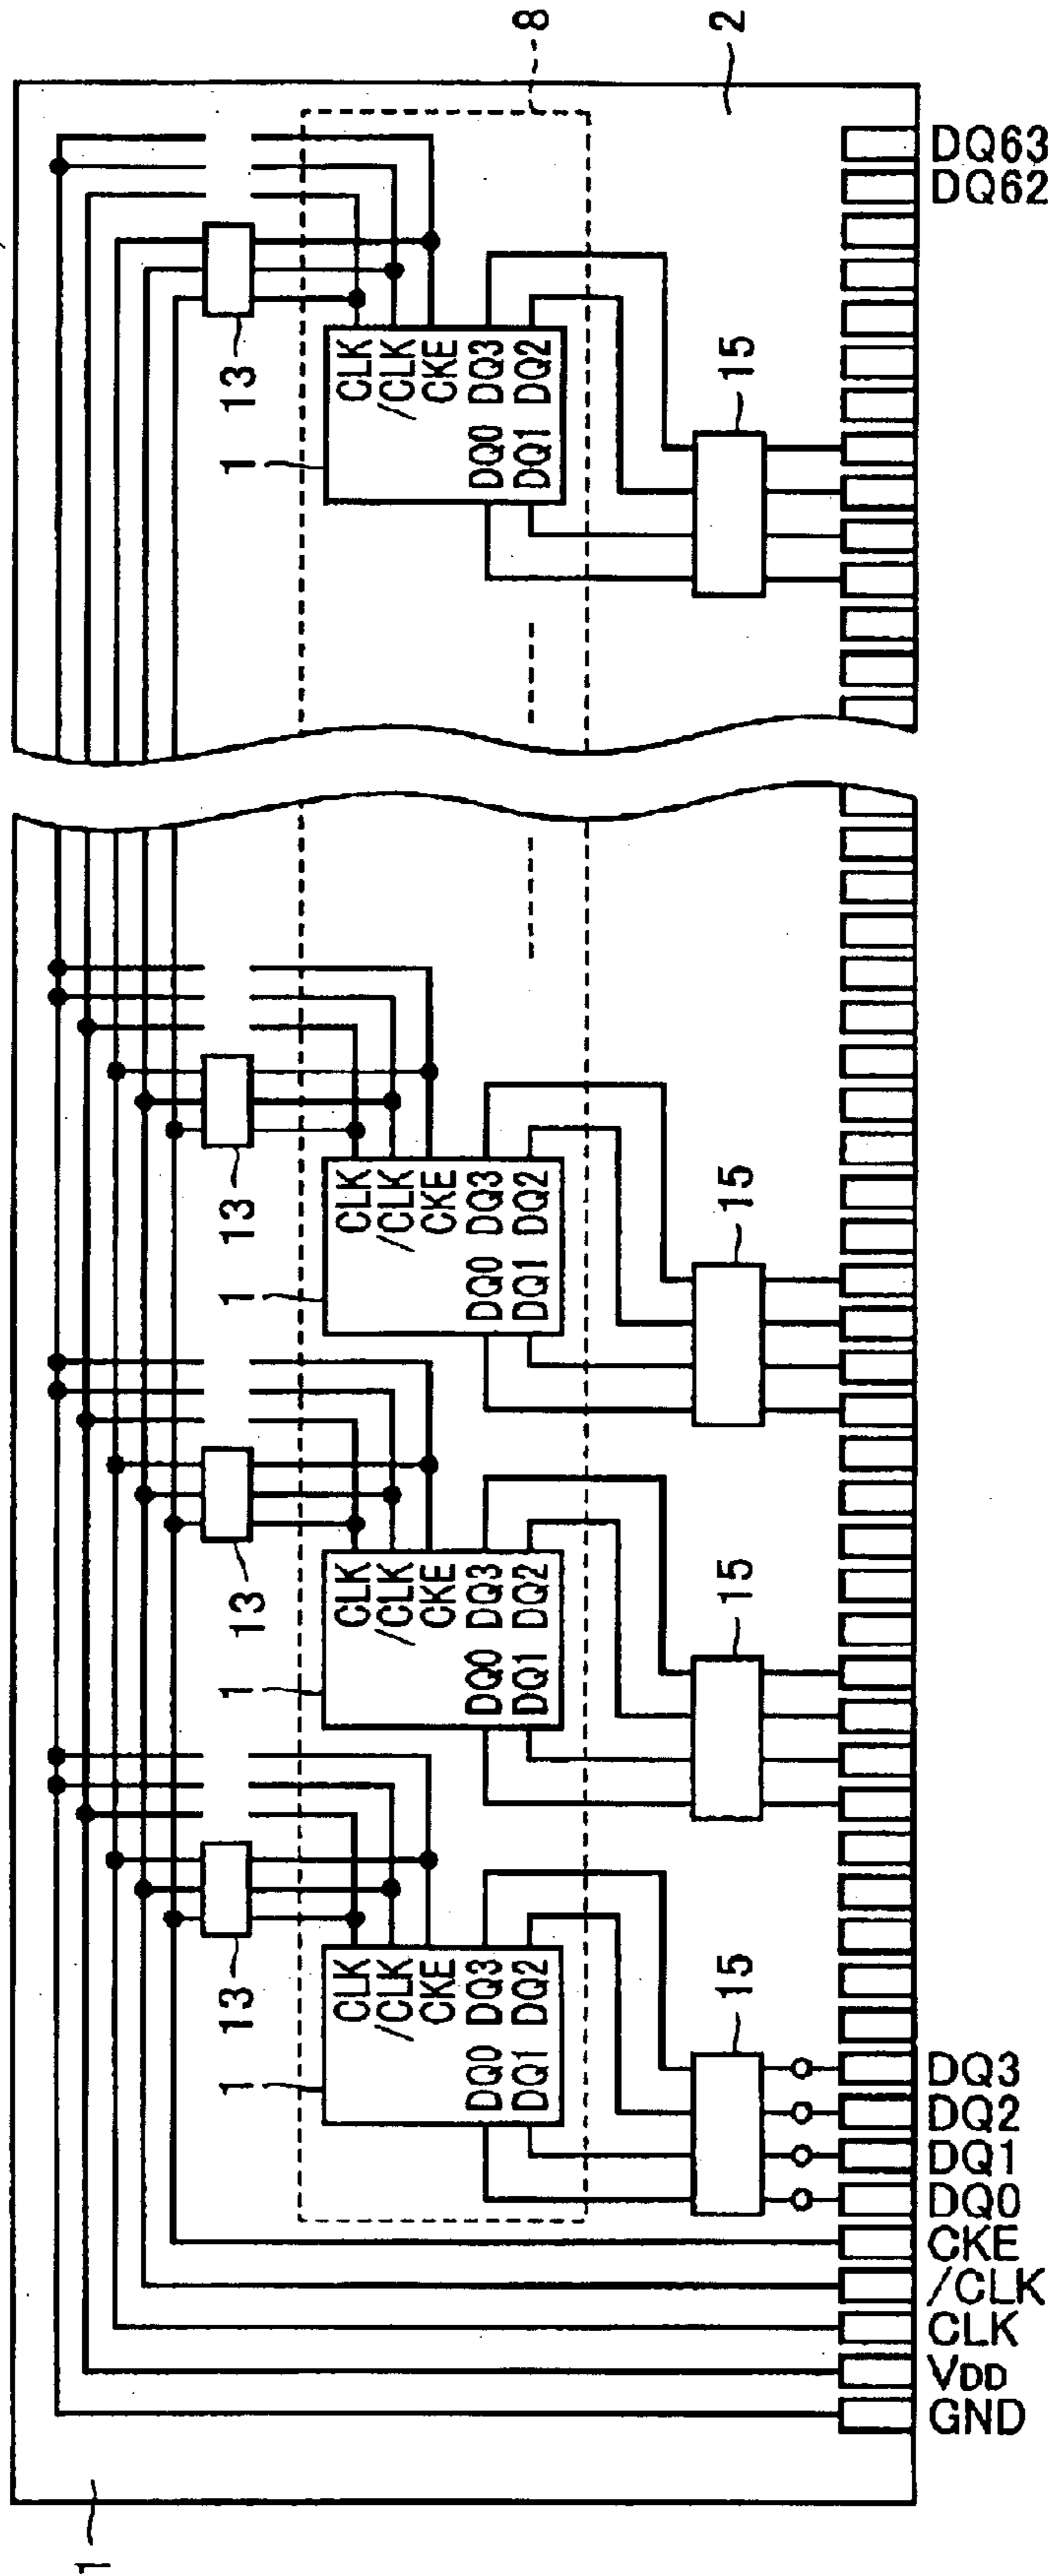 8
2
13
1
CLK
/CLK
CKE
DQ0 DQ3
DQ1 DQ2
15
DQ63
DQ62
13
1
CLK
/CLK
CKE
DQ0 DQ3
DQ1 DQ2
15
13
1
CLK
/CLK
CKE
DQ0 DQ3
DQ1 DQ2
15
13
1
CLK
/CLK
CKE
DQ0 DQ3
DQ1 DQ2
15
DQ3
DQ2
DQ1
DQ0
CKE
/CLK
CLK
VDD
GND
1